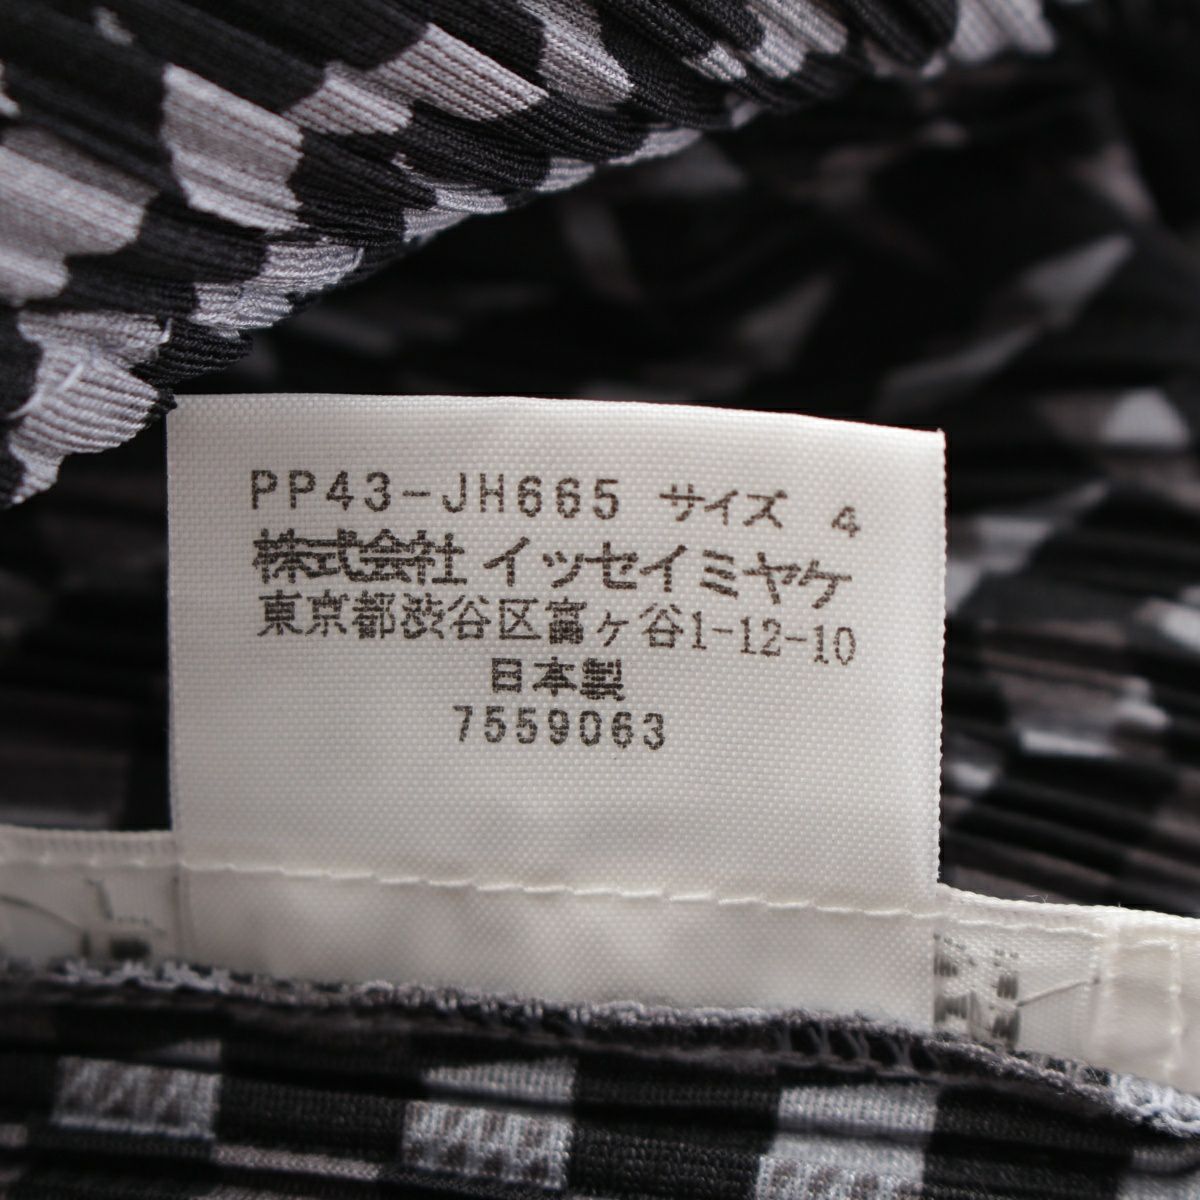 PP43-JH665 サイズ 4
株式会社 イッセイミヤケ
東京都渋谷区富ヶ谷1-12-10
日本製
7559063